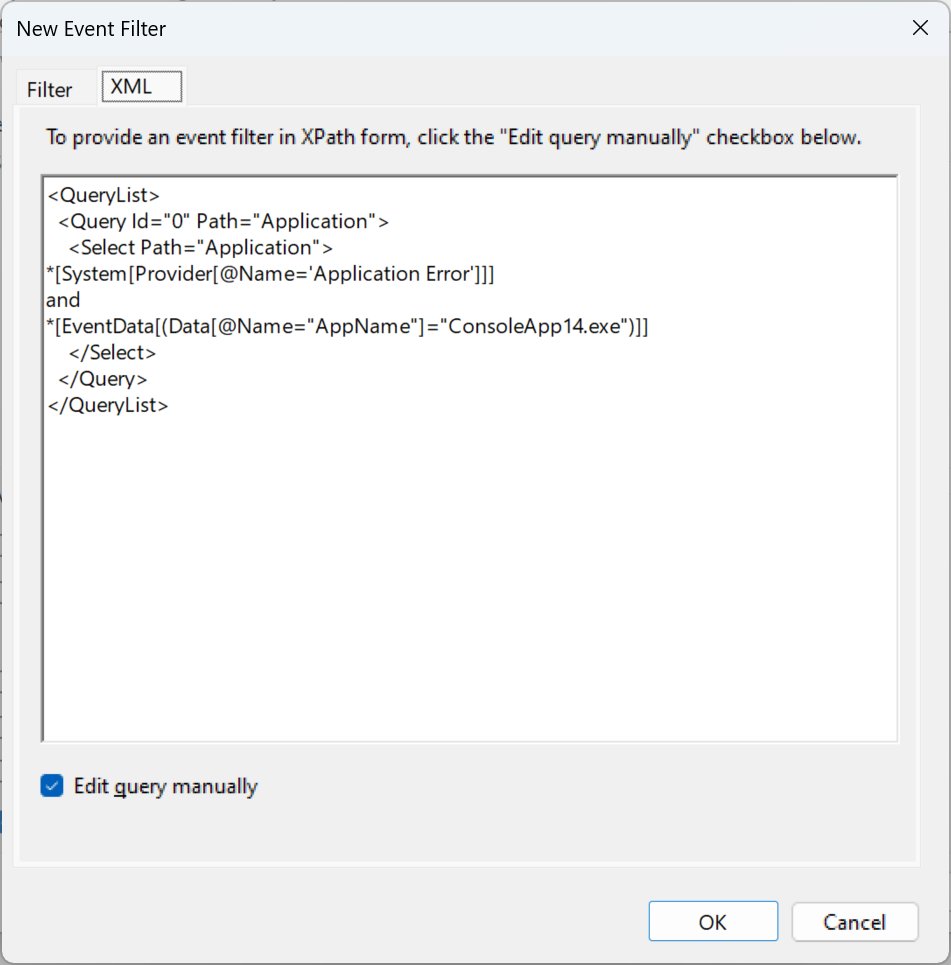 New Event Filter
Filter
XML
To provide an event filter in XPath form, click the "Edit query manually" checkbox below.
<QueryList>
  <Query Id="0" Path="Application">
    <Select Path="Application">
*[System[Provider[@Name='Application Error']]]
and
*[EventData[(Data[@Name="AppName"]="ConsoleApp14.exe")]]
    </Select>
  </Query>
</QueryList>
Edit query manually
OK
Cancel